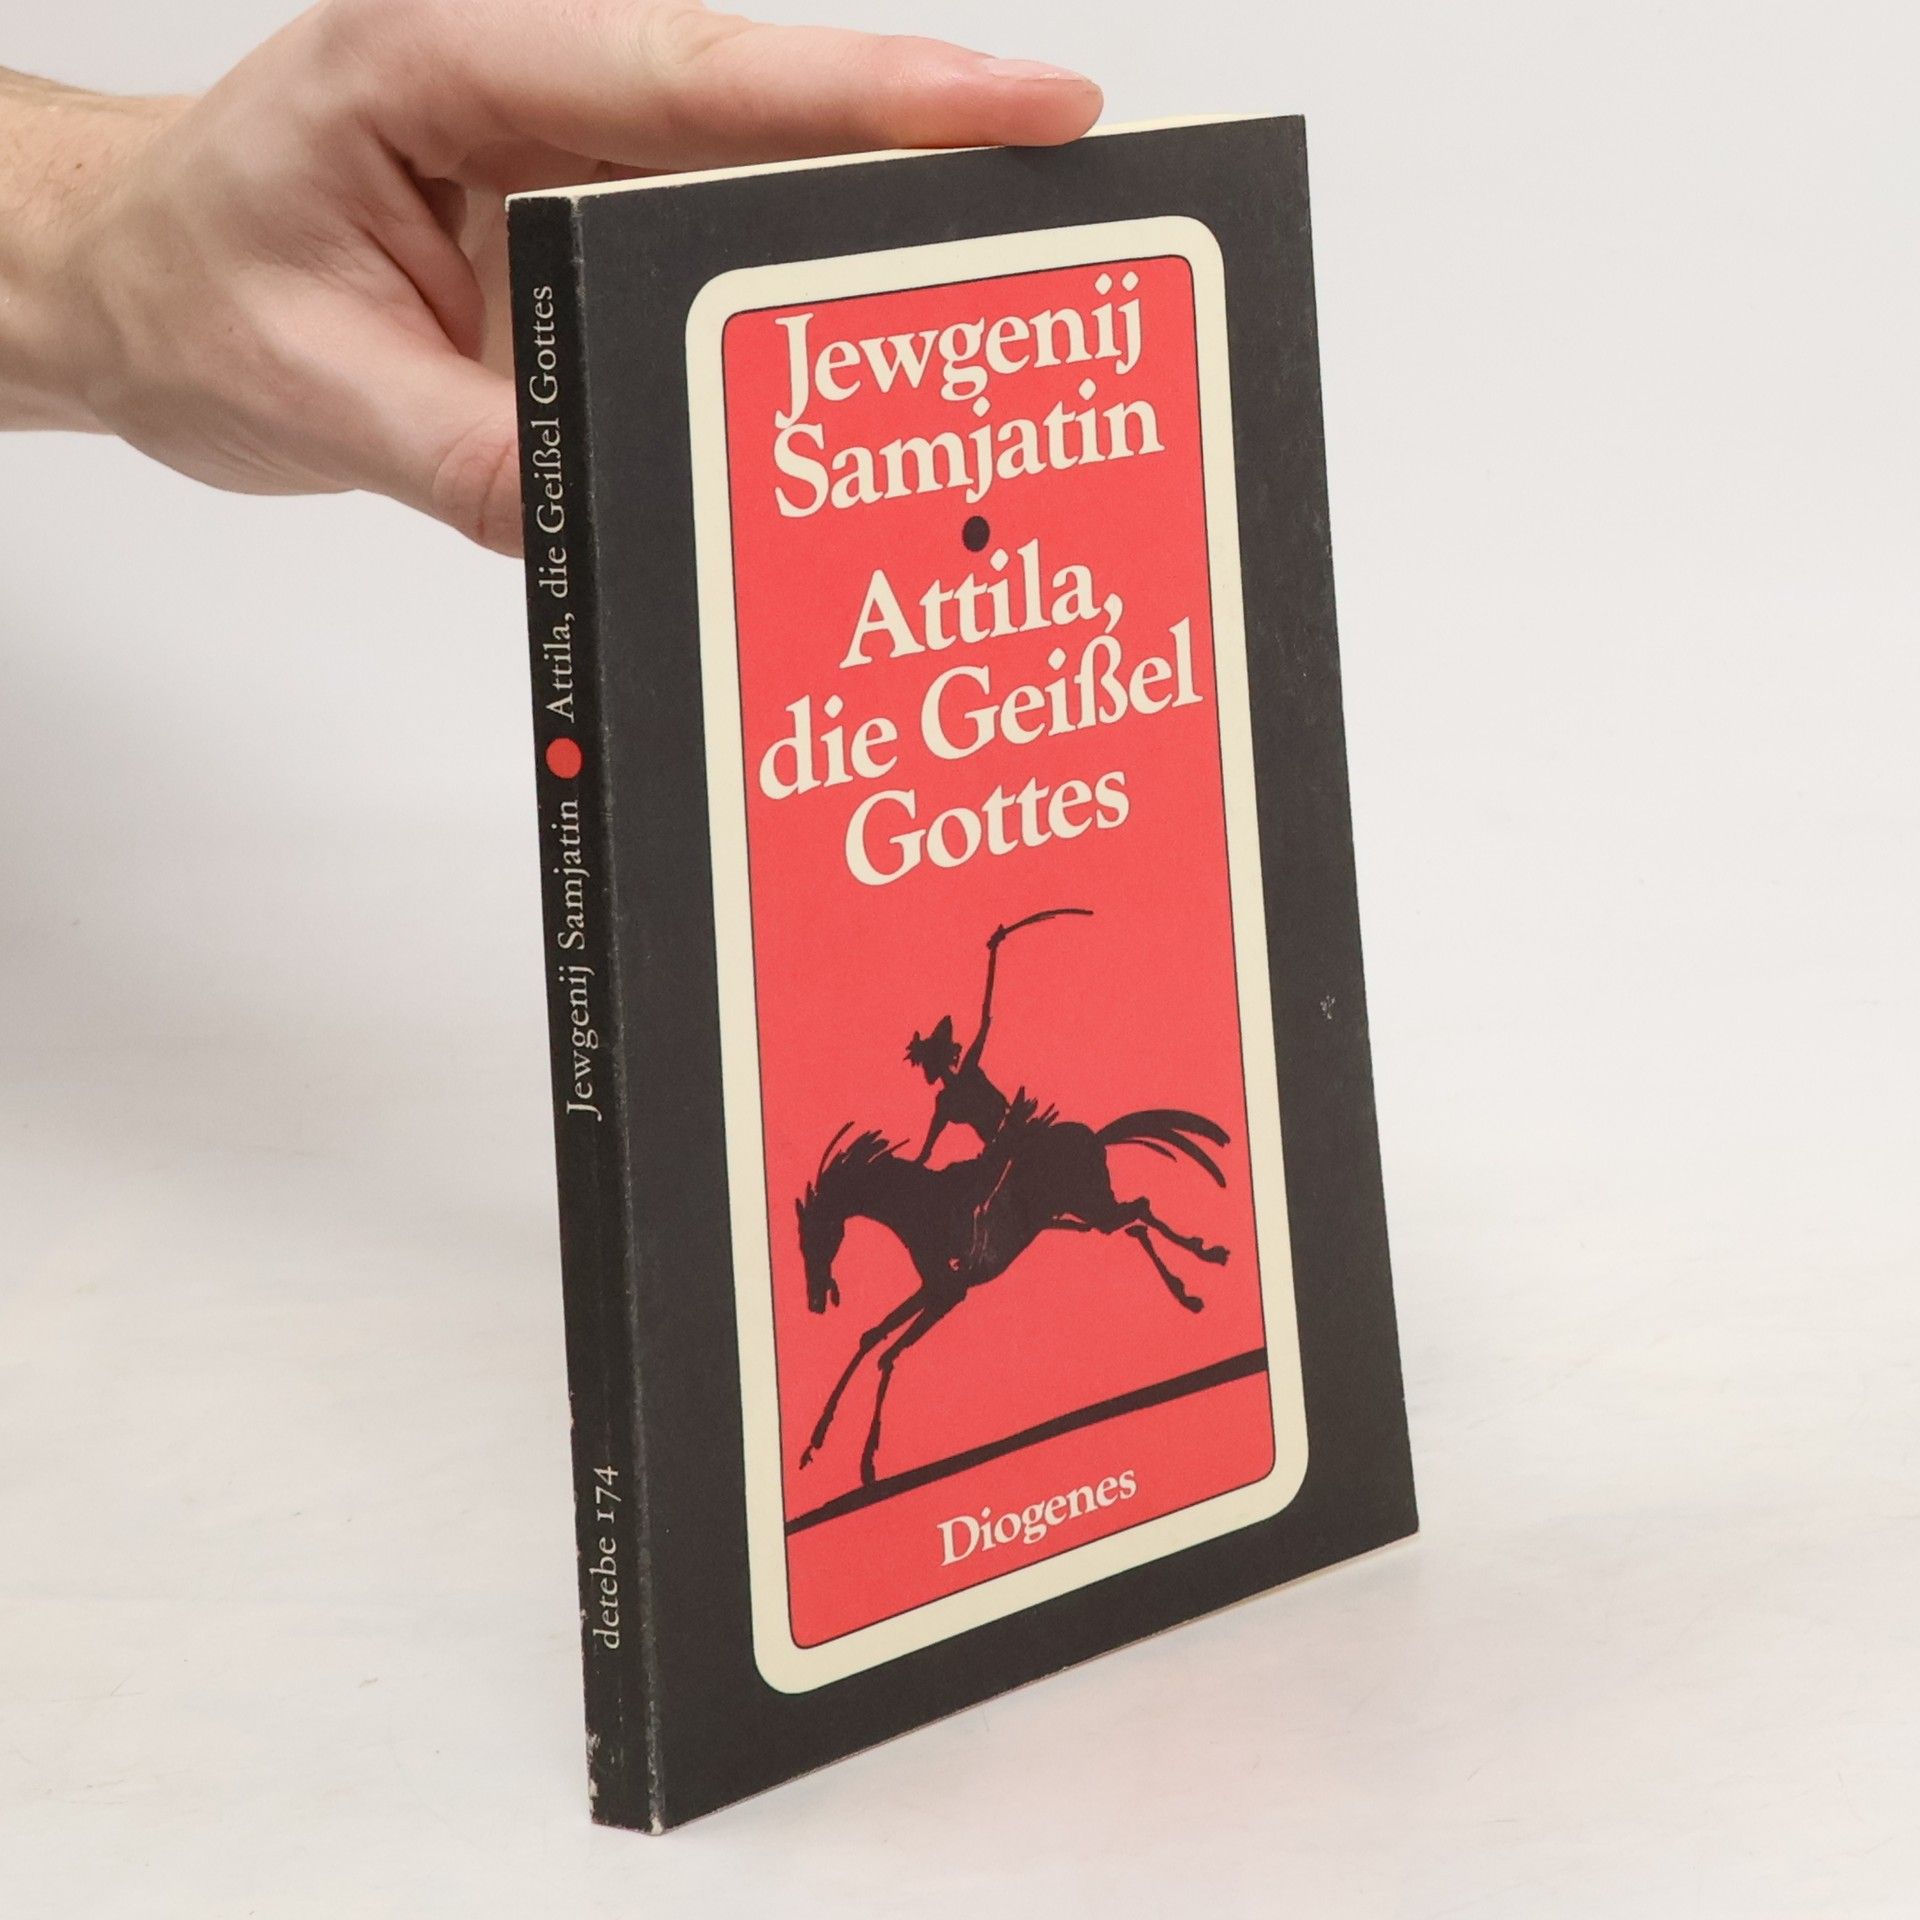 Jewgenij
Samjatin
Attila,
die Geißel
Gottes
Diogenes
Jewgenij Samjatin ● Attila, die Geißel Gottes
detebe 174